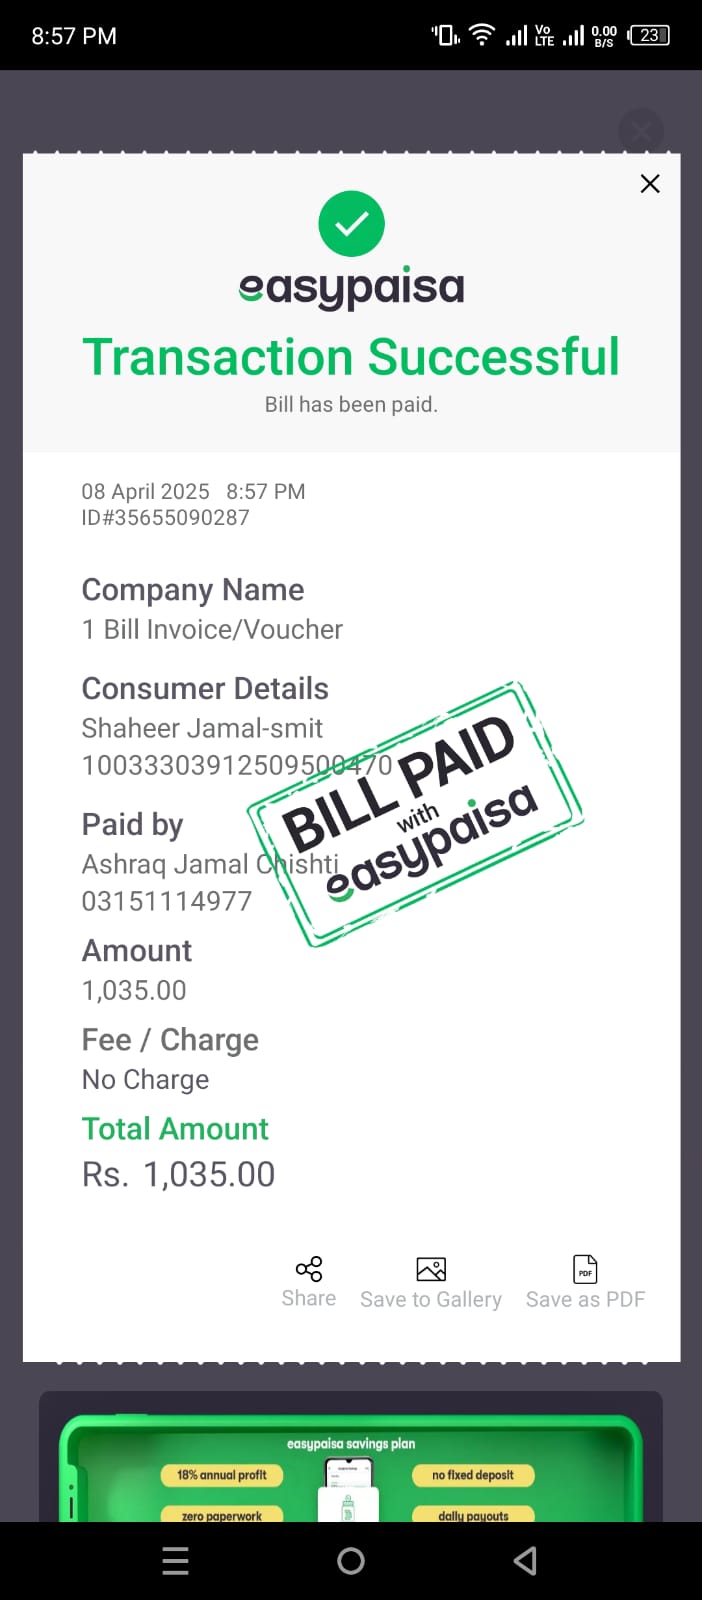 8:57 PM
Vo
LTE
0.00
B/S
23
easypaisa
Transaction Successful
Bill has been paid.
08 April 2025 8:57 PM
ID#35655090287
Company Name
1 Bill Invoice/Voucher
Consumer Details
Shaheer Jamal-smit
10033303912509500470
Paid by
Ashraq Jamal Chishti
03151114977
BILL PAID
with
easypaisa
Amount
1,035.00
Fee / Charge
No Charge
Total Amount
Rs. 1,035.00
Share
Save to Gallery
PDF
Save as PDF
easypaisa savings plan
18% annual profit
no fixed deposit
zero paperwork
daily payouts